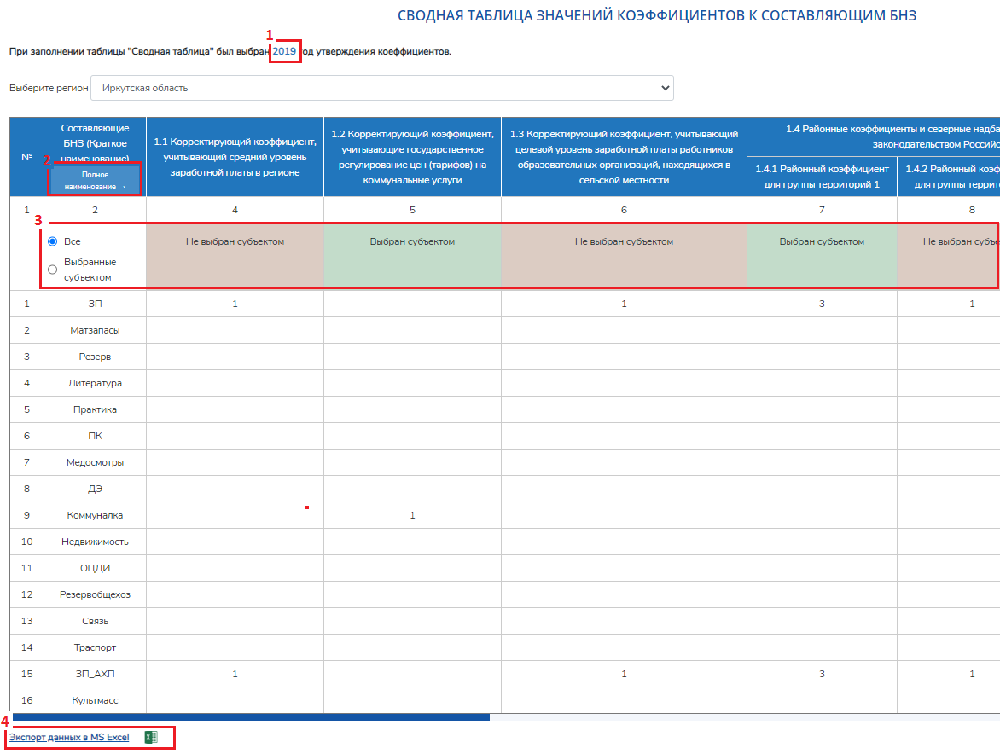 СВОДНАЯ ТАБЛИЦА ЗНАЧЕНИЙ КОЭФФИЦИЕНТОВ К СОСТАВЛЯЮЩИМ БНЗ
1
При заполнении таблицы "Сводная таблица" был выбран 2019 год утверждения коеффициентов.
Выберите регион Иркутская область
№ Составляющие БНЗ (Краткое наименование) 1.1 Корректирующий коэффициент, учитывающий средний уровень заработной платы в регионе 1.2 Корректирующий коэффициент, учитывающие государственное регулирование цен (тарифов) на коммунальные услуги 1.3 Корректирующий коэффициент, учитывающий целевой уровень заработной платы работников образовательных организаций, находящихся в сельской местности 1.4 Районные коэффициенты и северные надба законодательством Российс
2 Полное наименование → 1.4.1 Районный коэффициент для группы территорий 1 1.4.2 Районный коэф для группы террит
1 2 4 5 6 7 8
3
Все Не выбран субъектом Выбран субъектом Не выбран субъектом Выбран субъектом Не выбран субъе
Выбранные субъектом
1 ЗП 1 1 3 1
2 Матзапасы
3 Резерв
4 Литература
5 Практика
6 ПК
7 Медосмотры
8 ДЭ
9 Коммуналка 1
10 Недвижимость
11 ОЦДИ
12 Резервобщехоз
13 Связь
14 Траспорт
15 ЗП_АХП 1 1 3 1
16 Культмасс
4
Экспорт данных в MS Excel